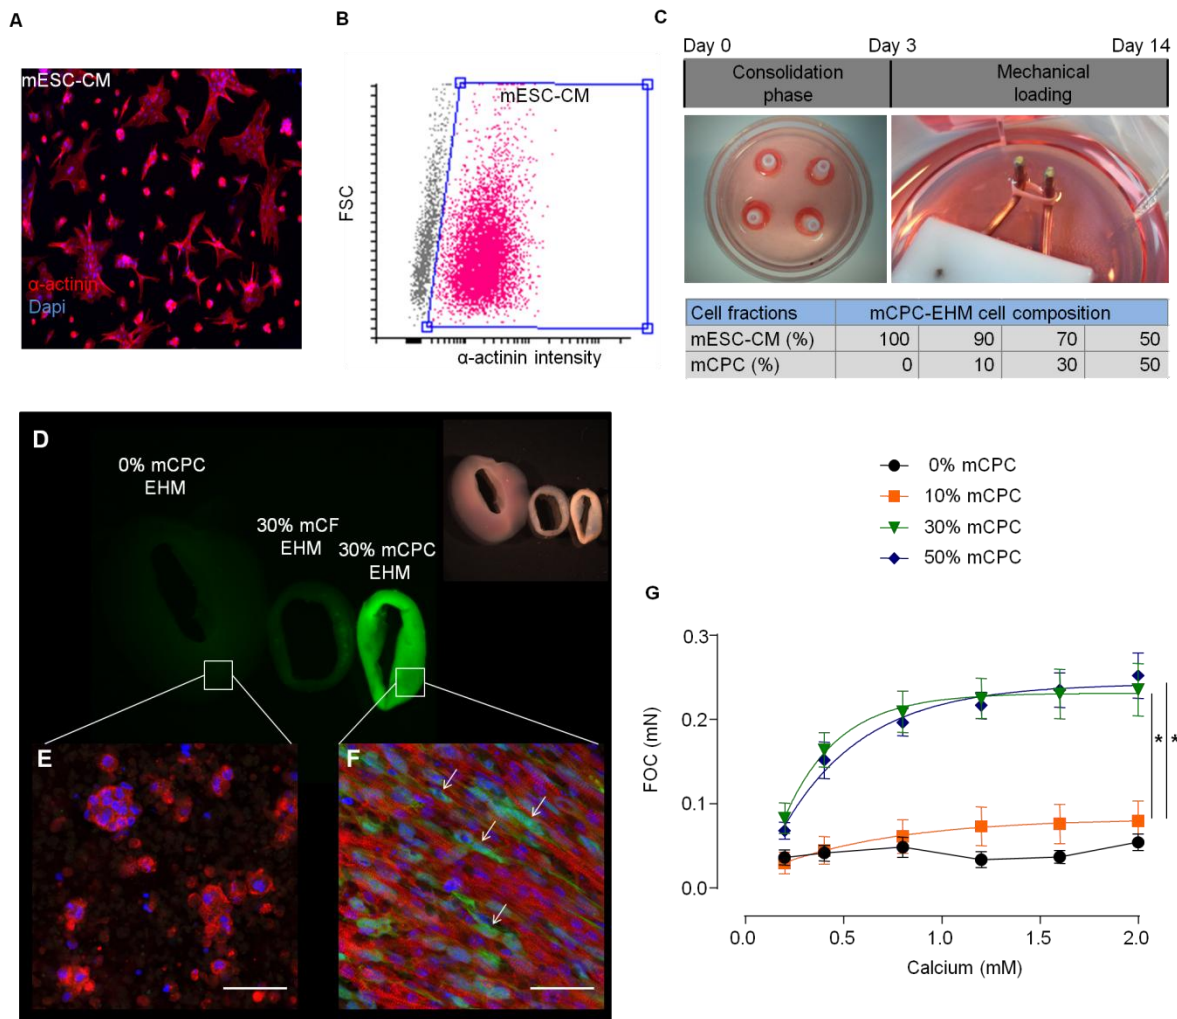 A
mESC-CM
α-actinin
Dapi
B
mESC-CM
FSC
α-actinin intensity
C
Day 0 Day 3 Day 14
Consolidation phase
Mechanical loading
Cell fractions mCPC-EHM cell composition
mESC-CM (%) 100 90 70 50
mCPC (%) 0 10 30 50
D
0% mCPC
EHM
30% mCF
EHM
30% mCPC
EHM
E
F
0% mCPC
10% mCPC
30% mCPC
50% mCPC
G
0.3
0.2
0.1
0.0
FOC (mN)
* *
0.0 0.5 1.0 1.5 2.0
Calcium (mM)